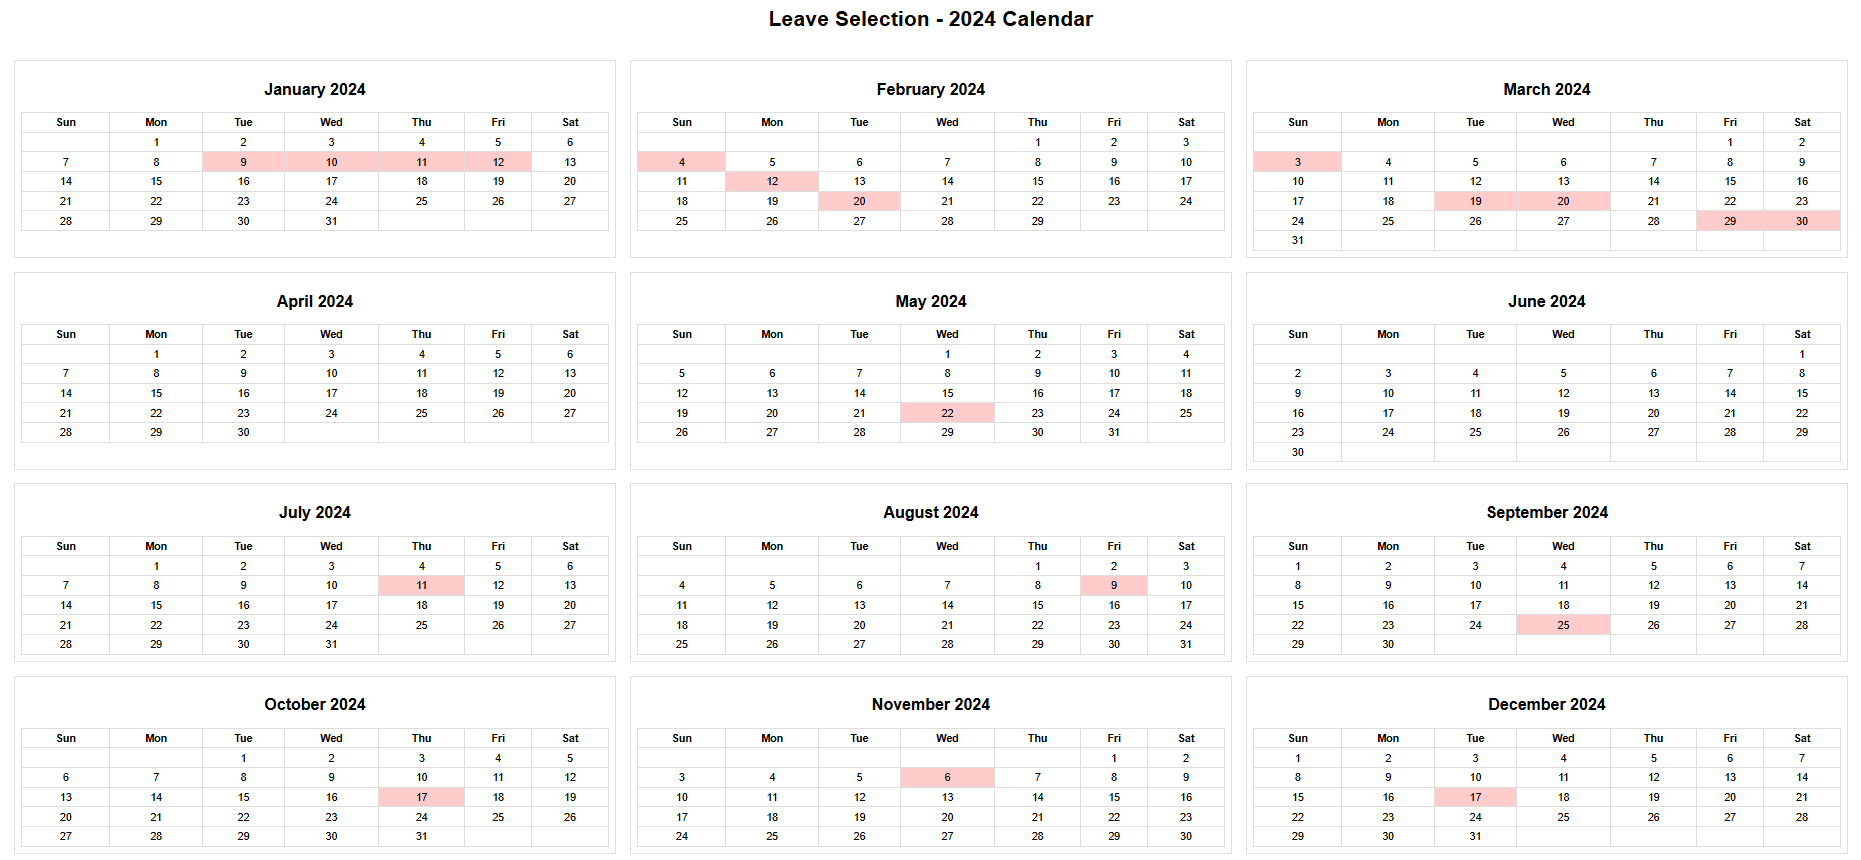 Leave Selection - 2024 Calendar
January 2024
Sun Mon Tue Wed Thu Fri Sat
1 2 3 4 5 6
7 8 9 10 11 12 13
14 15 16 17 18 19 20
21 22 23 24 25 26 27
28 29 30 31
February 2024
Sun Mon Tue Wed Thu Fri Sat
1 2 3
4 5 6 7 8 9 10
11 12 13 14 15 16 17
18 19 20 21 22 23 24
25 26 27 28 29
March 2024
Sun Mon Tue Wed Thu Fri Sat
1 2
3 4 5 6 7 8 9
10 11 12 13 14 15 16
17 18 19 20 21 22 23
24 25 26 27 28 29 30
31
April 2024
Sun Mon Tue Wed Thu Fri Sat
1 2 3 4 5 6
7 8 9 10 11 12 13
14 15 16 17 18 19 20
21 22 23 24 25 26 27
28 29 30
May 2024
Sun Mon Tue Wed Thu Fri Sat
1 2 3 4
5 6 7 8 9 10 11
12 13 14 15 16 17 18
19 20 21 22 23 24 25
26 27 28 29 30 31
June 2024
Sun Mon Tue Wed Thu Fri Sat
1
2 3 4 5 6 7 8
9 10 11 12 13 14 15
16 17 18 19 20 21 22
23 24 25 26 27 28 29
30
July 2024
Sun Mon Tue Wed Thu Fri Sat
1 2 3 4 5 6
7 8 9 10 11 12 13
14 15 16 17 18 19 20
21 22 23 24 25 26 27
28 29 30 31
August 2024
Sun Mon Tue Wed Thu Fri Sat
1 2 3
4 5 6 7 8 9 10
11 12 13 14 15 16 17
18 19 20 21 22 23 24
25 26 27 28 29 30 31
September 2024
Sun Mon Tue Wed Thu Fri Sat
1 2 3 4 5 6 7
8 9 10 11 12 13 14
15 16 17 18 19 20 21
22 23 24 25 26 27 28
29 30
October 2024
Sun Mon Tue Wed Thu Fri Sat
1 2 3 4 5
6 7 8 9 10 11 12
13 14 15 16 17 18 19
20 21 22 23 24 25 26
27 28 29 30 31
November 2024
Sun Mon Tue Wed Thu Fri Sat
1 2
3 4 5 6 7 8 9
10 11 12 13 14 15 16
17 18 19 20 21 22 23
24 25 26 27 28 29 30
December 2024
Sun Mon Tue Wed Thu Fri Sat
1 2 3 4 5 6 7
8 9 10 11 12 13 14
15 16 17 18 19 20 21
22 23 24 25 26 27 28
29 30 31